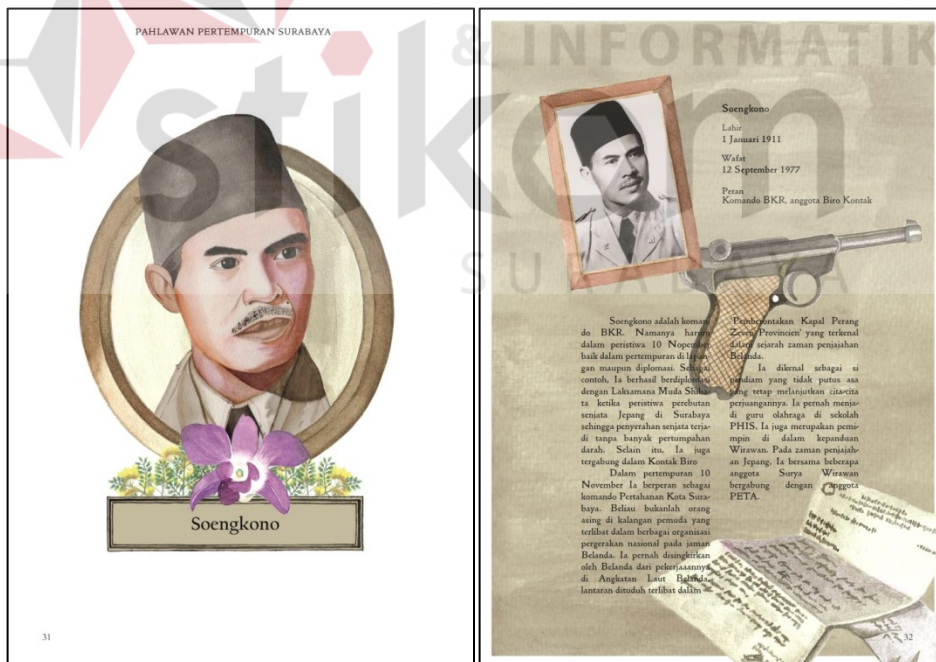 PAHLAWAN PERTEMPURAN SURABAYA
Soengkono
31
& INFORMATIK
stikom
SURABAYA
Soengkono
Lahir
1 Januari 1911
Wafat
12 September 1977
Peran
Komando BKR, anggota Biro Kontak
Soengkono adalah koman
do BKR. Namanya harum
dalam peristiwa 10 Nopember
baik dalam pertempuran di lapan-
gan maupun diplomasi. Sebagai
contoh, Ia berhasil berdiplomasi
dengan Laksamana Muda Shiba-
ta ketika peristiwa perebutan
senjata Jepang di Surabaya
sehingga penyerahan senjata terja-
di tanpa banyak pertumpahan
darah. Selain itu, Ia juga
tergabung dalam Kontak Biro
Dalam pertempuran 10
November Ia berperan sebagai
komando Pertahanan Kota Sura-
baya. Beliau bukanlah orang
asing di kalangan pemuda yang
terlibat dalam berbagai organisasi
pergerakan nasional pada jaman
Belanda. Ia pernah disingkirkan
oleh Belanda dari pekerjaaannya
di Angkatan Laut Belanda,
lantaran dituduh terlibat dalam
'Pemberontakan Kapal Perang
Zeven Provincien' yang terkenal
dalam sejarah zaman penjajahan
Belanda.
Ia dikenal sebagai si
pendiam yang tidak putus asa
yang tetap melanjutkan cita-cita
perjuangannya. Ia pernah menja-
di guru olahraga di sekolah
PHIS, Ia juga merupakan pemi-
mpin di dalam kepanduan
Wirawan. Pada zaman penjajah-
an Jepang, Ia bersama beberapa
anggota Surya Wirawan
bergabung dengan anggota
PETA.
32